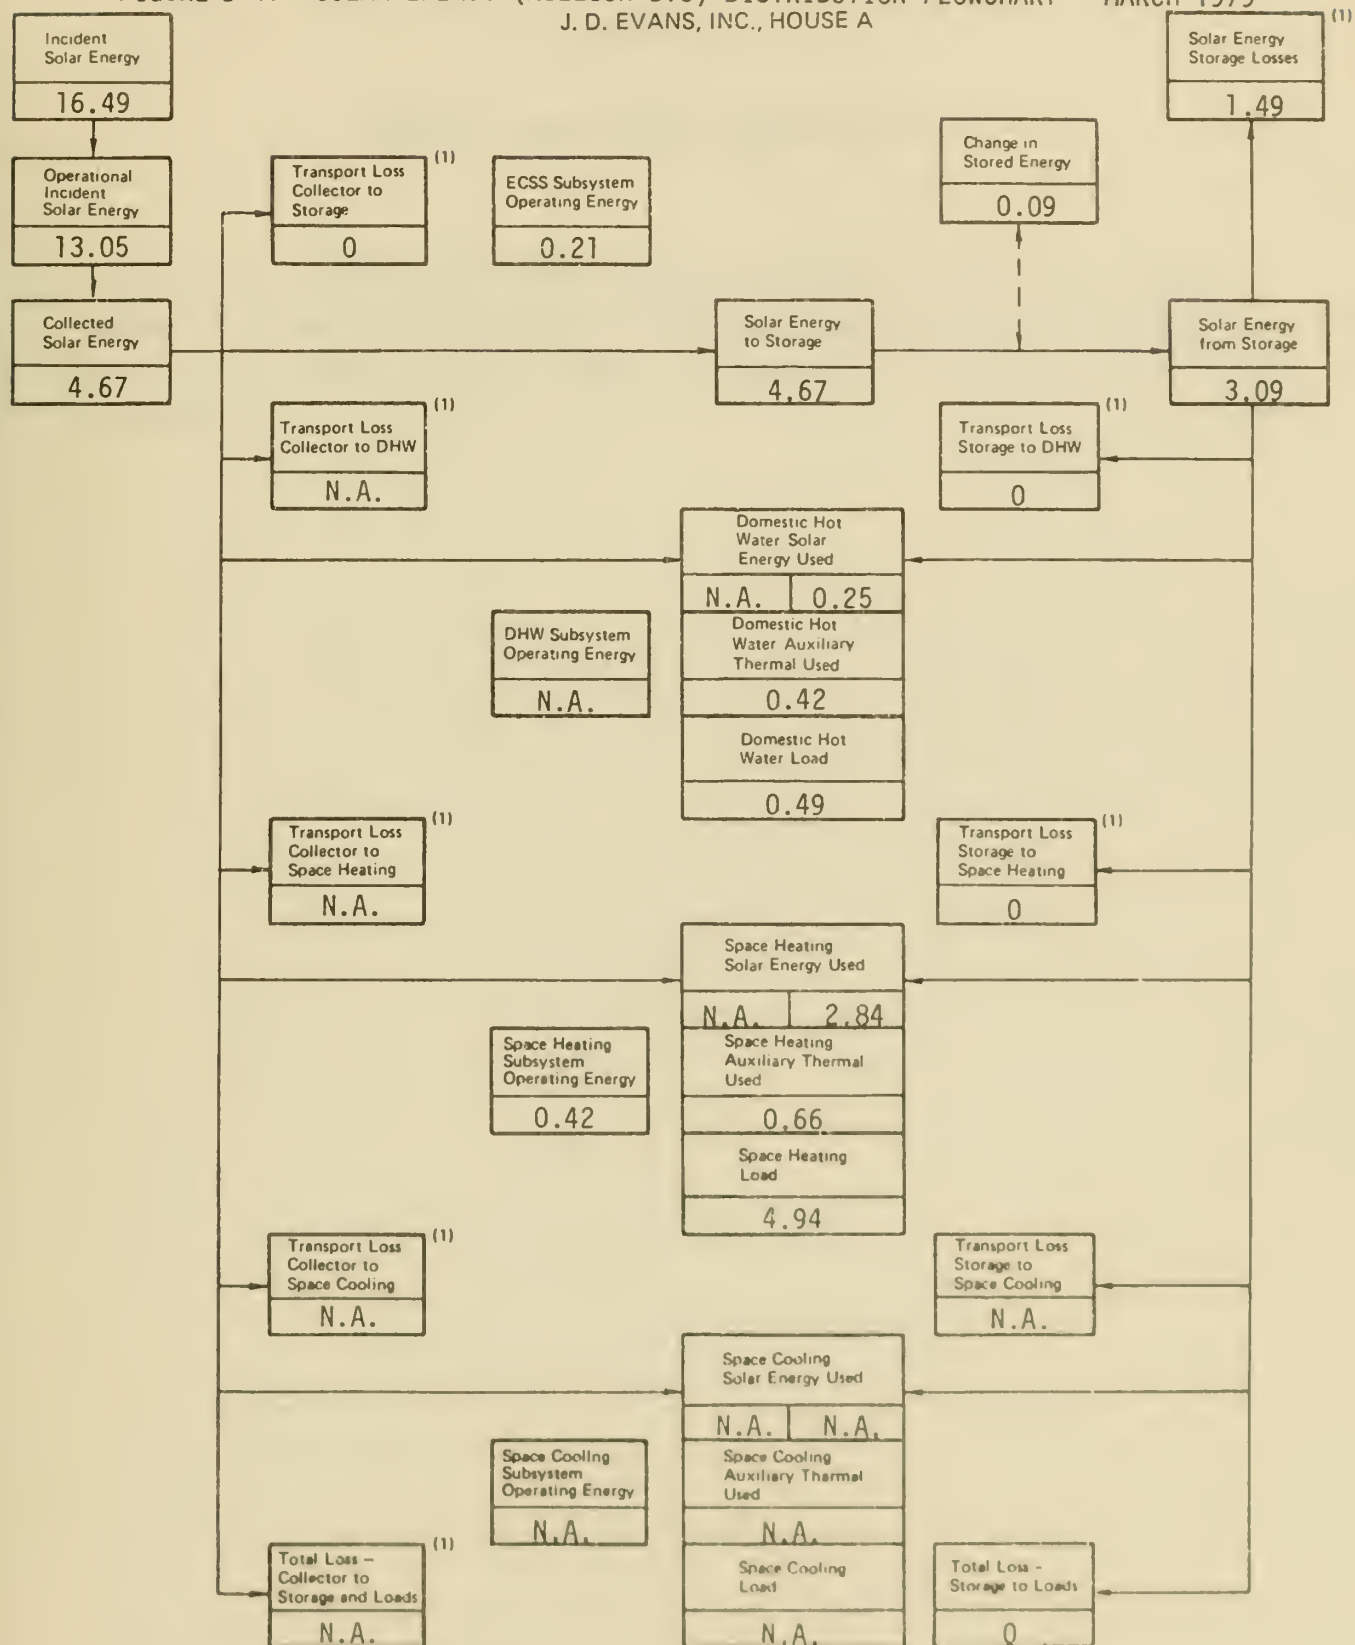 J. D. EVANS, INC., HOUSE A
Incident
Solar Energy
16.49
(1)
Solar Energy
Storage Losses
1.49
Operational
Incident
Solar Energy
13.05
(1)
Transport Loss
Collector to
Storage
0
ECSS Subsystem
Operating Energy
0.21
Change in
Stored Energy
0.09
Collected
Solar Energy
4.67
Solar Energy
to Storage
4.67
Solar Energy
from Storage
3.09
(1)
Transport Loss
Collector to DHW
N.A.
(1)
Transport Loss
Storage to DHW
0
Domestic Hot
Water Solar
Energy Used
N.A. 0.25
DHW Subsystem
Operating Energy
N.A.
Domestic Hot
Water Auxiliary
Thermal Used
0.42
Domestic Hot
Water Load
0.49
(1)
Transport Loss
Collector to
Space Heating
N.A.
(1)
Transport Loss
Storage to
Space Heating
0
Space Heating
Solar Energy Used
N.A. 2.84
Space Heating
Subsystem
Operating Energy
0.42
Space Heating
Auxiliary Thermal
Used
0.66
Space Heating
Load
4.94
(1)
Transport Loss
Collector to
Space Cooling
N.A.
Transport Loss
Storage to
Space Cooling
N.A.
Space Cooling
Solar Energy Used
N.A. N.A.
Space Cooling
Subsystem
Operating Energy
N.A.
Space Cooling
Auxiliary Thermal
Used
N.A.
Space Cooling
Load
N.A.
(1)
Total Loss –
Collector to
Storage and Loads
N.A.
Total Loss -
Storage to Loads
0